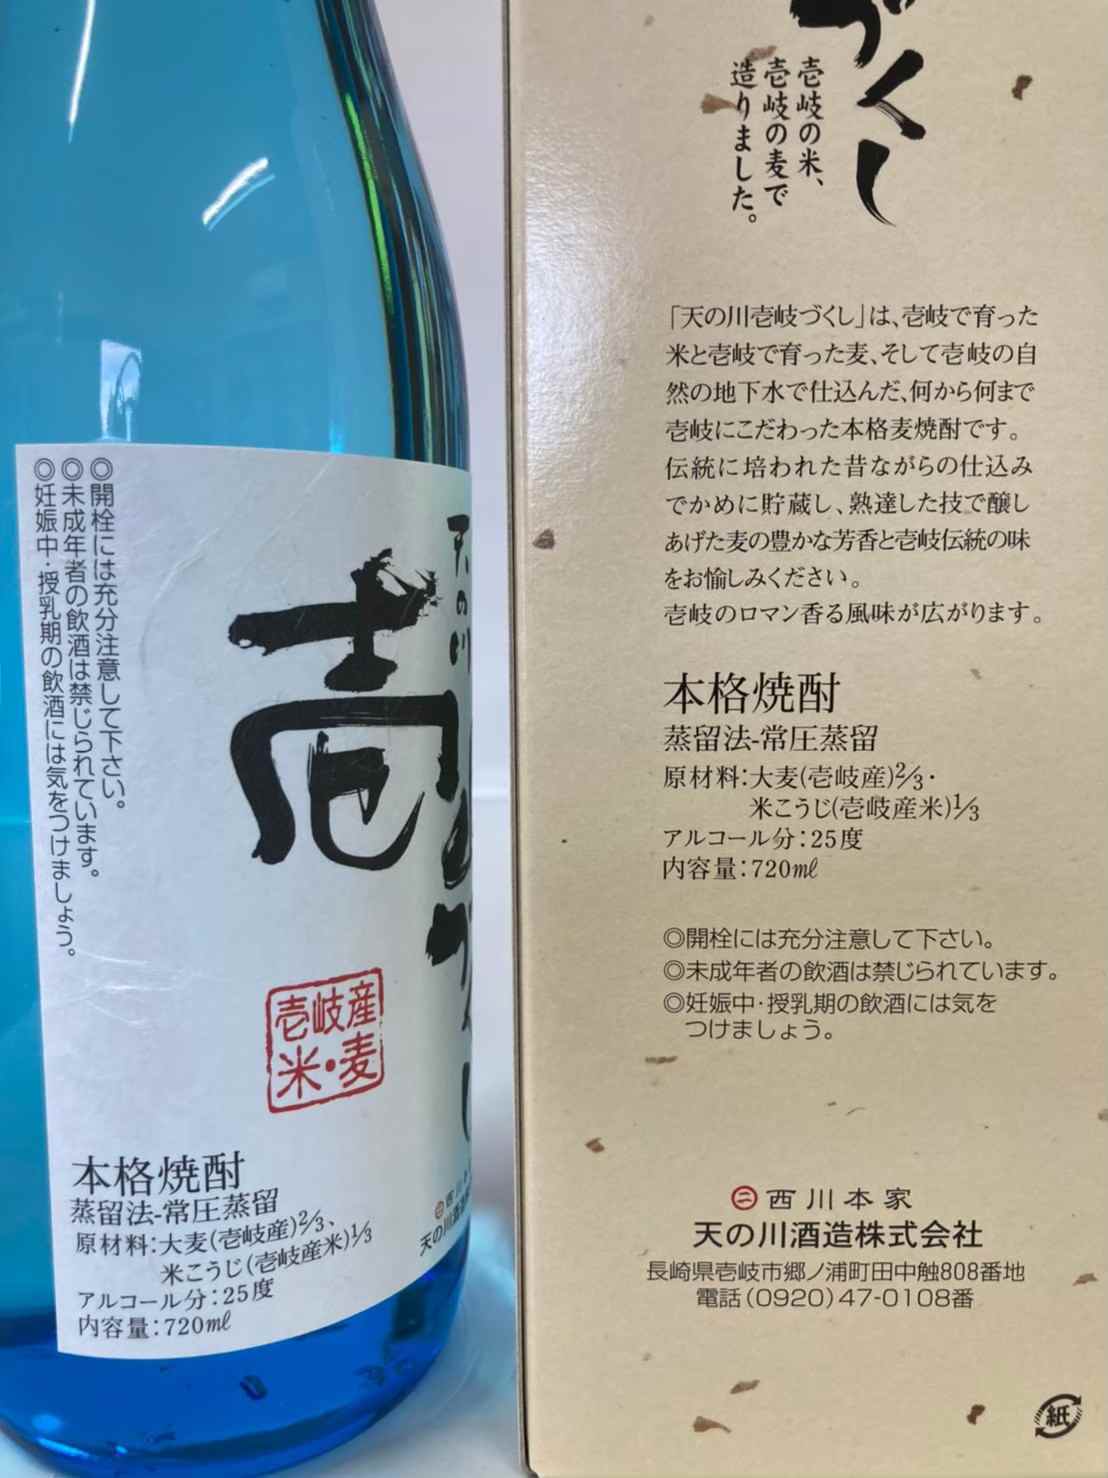 ◎開栓には充分注意して下さい。
◎未成年者の飲酒は禁じられています。
◎妊娠中・授乳期の飲酒には気をつけましょう。
天の川
壱
壱岐産
米・麦
本格焼酎
蒸留法-常圧蒸留
原材料：大麦(壱岐産)2/3、
米こうじ(壱岐産米)1/3
アルコール分：25度
内容量：720ml
西川本
天の川酒造
づくし
壱岐の米、
壱岐の麦で
造りました。
「天の川壱岐づくし」は、壱岐で育った
米と壱岐で育った麦、そして壱岐の自
然の地下水で仕込んだ、何から何まで
壱岐にこだわった本格麦焼酎です。
伝統に培われた昔ながらの仕込み
でかめに貯蔵し、熟達した技で醸し
あげた麦の豊かな芳香と壱岐伝統の味
をお愉しみください。
壱岐のロマン香る風味が広がります。
本格焼酎
蒸留法-常圧蒸留
原材料：大麦(壱岐産)2/3・
米こうじ(壱岐産米)1/3
アルコール分：25度
内容量：720ml
◎開栓には充分注意して下さい。
◎未成年者の飲酒は禁じられています。
◎妊娠中・授乳期の飲酒には気を
つけましょう。
㊁西川本家
天の川酒造株式会社
長崎県壱岐市郷ノ浦町田中触808番地
電話(0920)47-0108番
紙